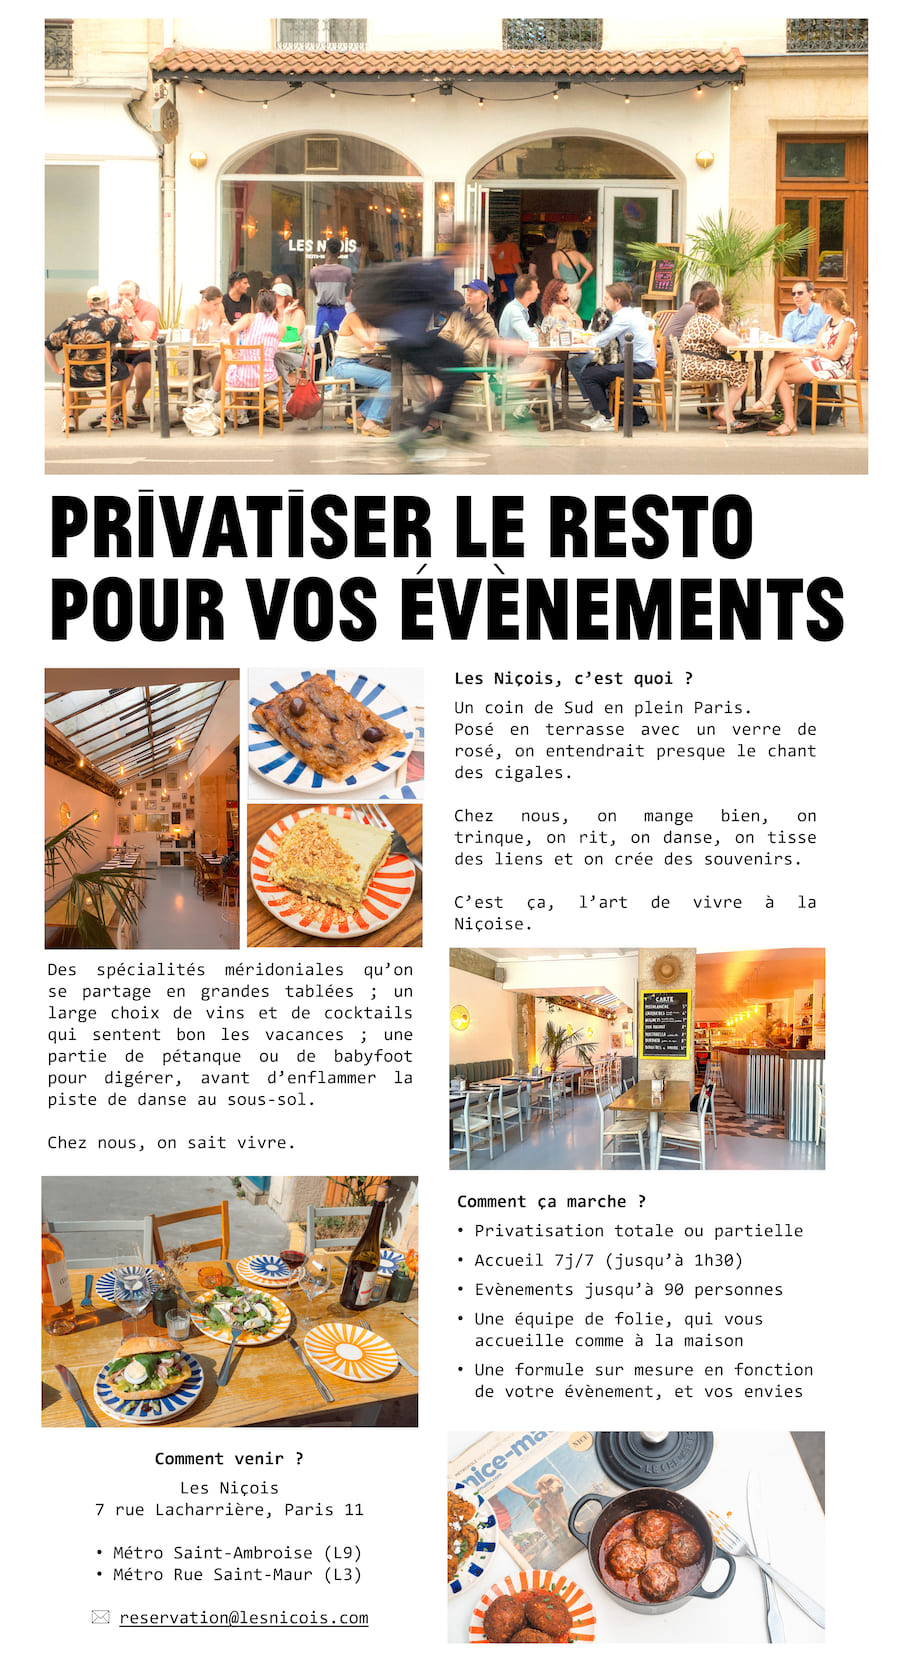 LES NIÇOIS
PRIVATISER LE RESTO
POUR VOS ÉVÈNEMENTS
Les Niçois, c’est quoi ?
Un coin de Sud en plein Paris.
Posé en terrasse avec un verre de
rosé, on entendrait presque le chant
des cigales.
Chez nous, on mange bien, on
trinque, on rit, on danse, on tisse
des liens et on crée des souvenirs.
C’est ça, l’art de vivre à la
Niçoise.
Des spécialités méridoniales qu’on
se partage en grandes tablées ; un
large choix de vins et de cocktails
qui sentent bon les vacances ; une
partie de pétanque ou de babyfoot
pour digérer, avant d’enflammer la
piste de danse au sous-sol.
Chez nous, on sait vivre.
CARTE
Comment ça marche ?
• Privatisation totale ou partielle
• Accueil 7j/7 (jusqu’à 1h30)
• Evènements jusqu’à 90 personnes
• Une équipe de folie, qui vous
accueille comme à la maison
• Une formule sur mesure en fonction
de votre évènement, et vos envies
Comment venir ?
Les Niçois
7 rue Lacharrière, Paris 11
• Métro Saint-Ambroise (L9)
• Métro Rue Saint-Maur (L3)
reservation@lesnicois.com
nice-ma
NICE
LE CREUSET